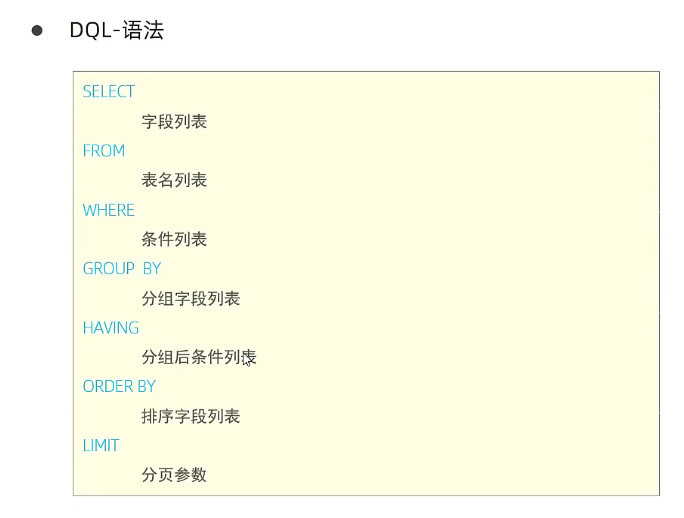 DQL-语法
SELECT
字段列表
FROM
表名列表
WHERE
条件列表
GROUP BY
分组字段列表
HAVING
分组后条件列表
ORDER BY
排序字段列表
LIMIT
分页参数